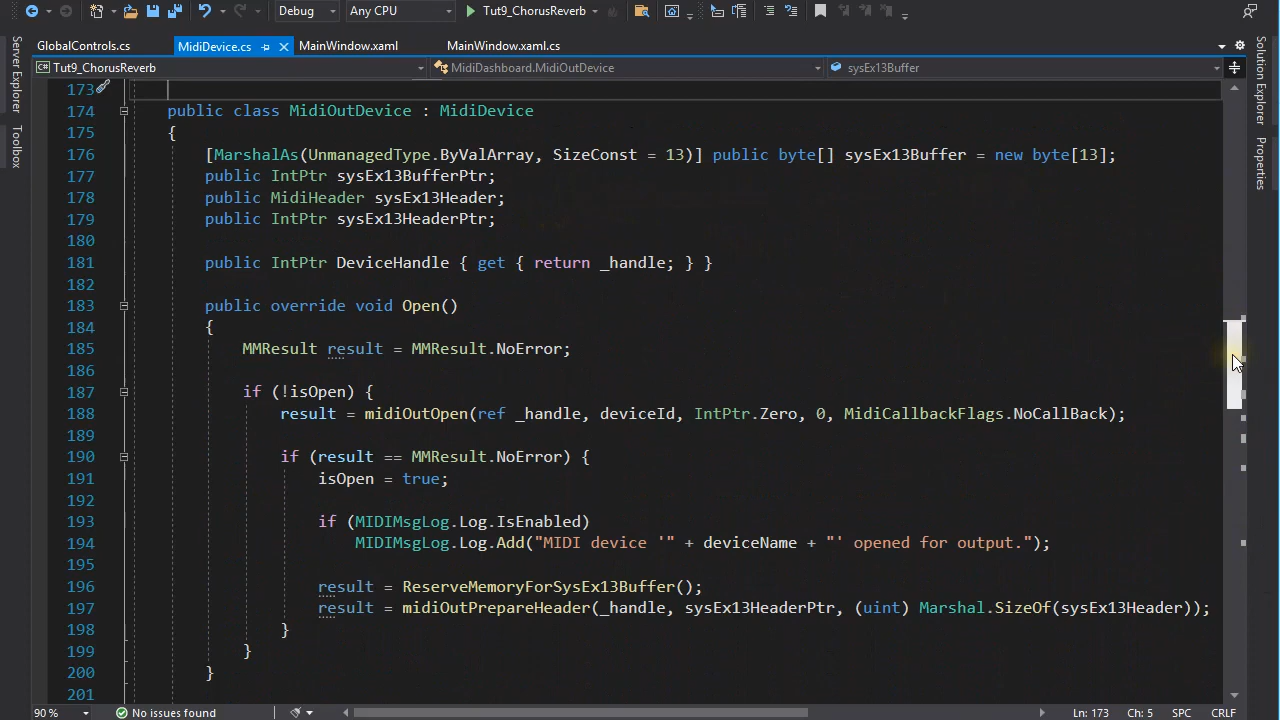 Debug Any CPU Tut9_ChorusReverb
GlobalControls.cs MidiDevice.cs MainWindow.xaml MainWindow.xaml.cs
Tut9_ChorusReverb MidiDashboard.MidiOutDevice sysEx13Buffer
Server Explorer
Toolbox
Solution Explorer
Properties
173
174 public class MidiOutDevice : MidiDevice
175 {
176 [MarshalAs(UnmanagedType.ByValArray, SizeConst = 13)] public byte[] sysEx13Buffer = new byte[13];
177 public IntPtr sysEx13BufferPtr;
178 public MidiHeader sysEx13Header;
179 public IntPtr sysEx13HeaderPtr;
180
181 public IntPtr DeviceHandle { get { return _handle; } }
182
183 public override void Open()
184 {
185 MMResult result = MMResult.NoError;
186
187 if (!isOpen) {
188 result = midiOutOpen(ref _handle, deviceId, IntPtr.Zero, 0, MidiCallbackFlags.NoCallBack);
189
190 if (result == MMResult.NoError) {
191 isOpen = true;
192
193 if (MIDIMsgLog.Log.IsEnabled)
194 MIDIMsgLog.Log.Add("MIDI device '" + deviceName + "' opened for output.");
195
196 result = ReserveMemoryForSysEx13Buffer();
197 result = midiOutPrepareHeader(_handle, sysEx13HeaderPtr, (uint) Marshal.SizeOf(sysEx13Header));
198 }
199 }
200 }
201
90 % No issues found Ln: 173 Ch: 5 SPC CRLF